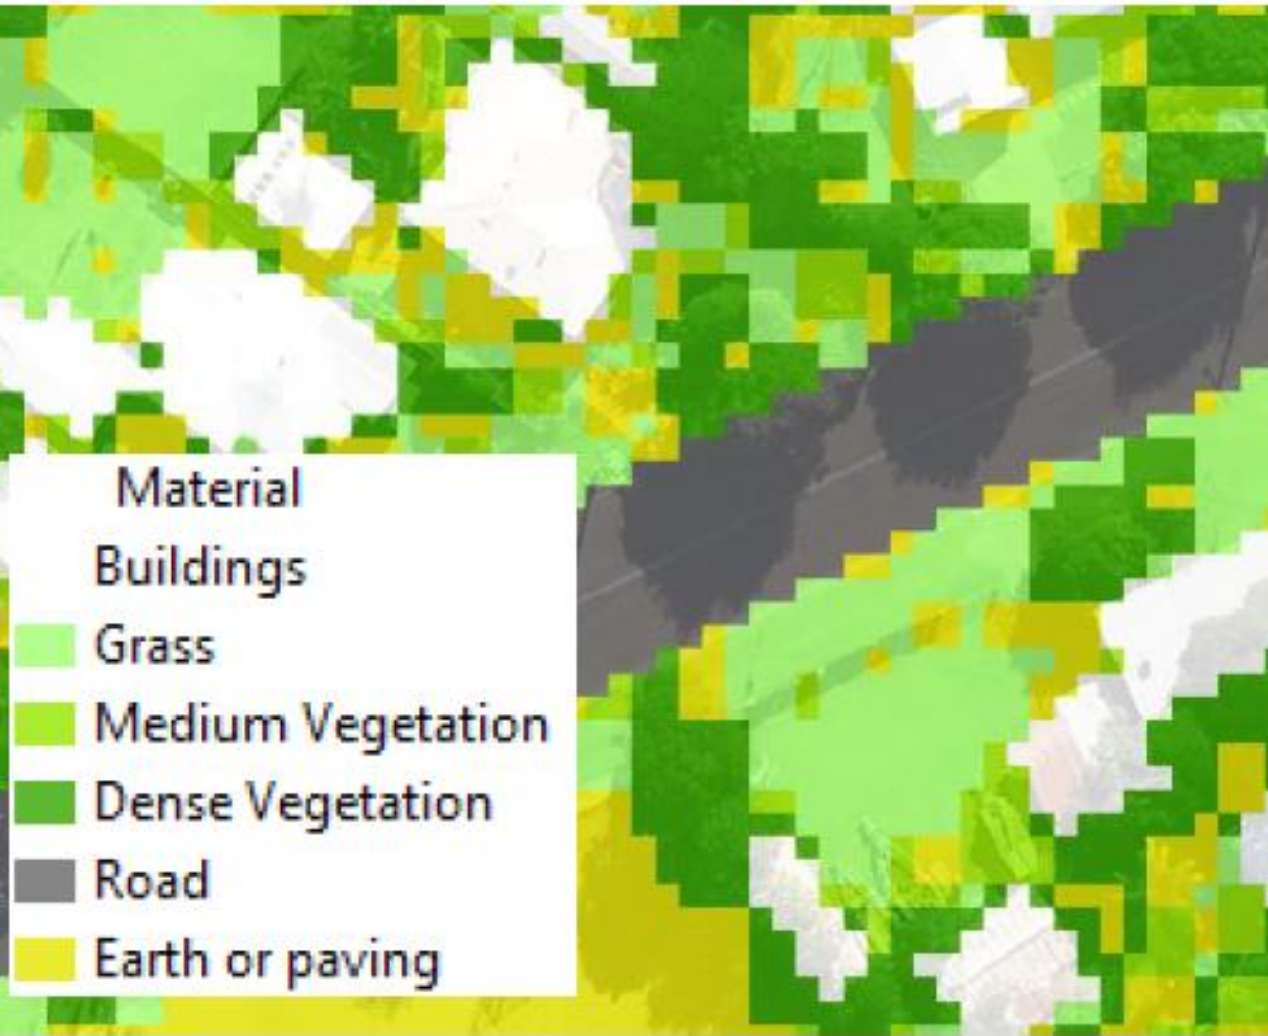 Material
Buildings
Grass
Medium Vegetation
Dense Vegetation
Road
Earth or paving